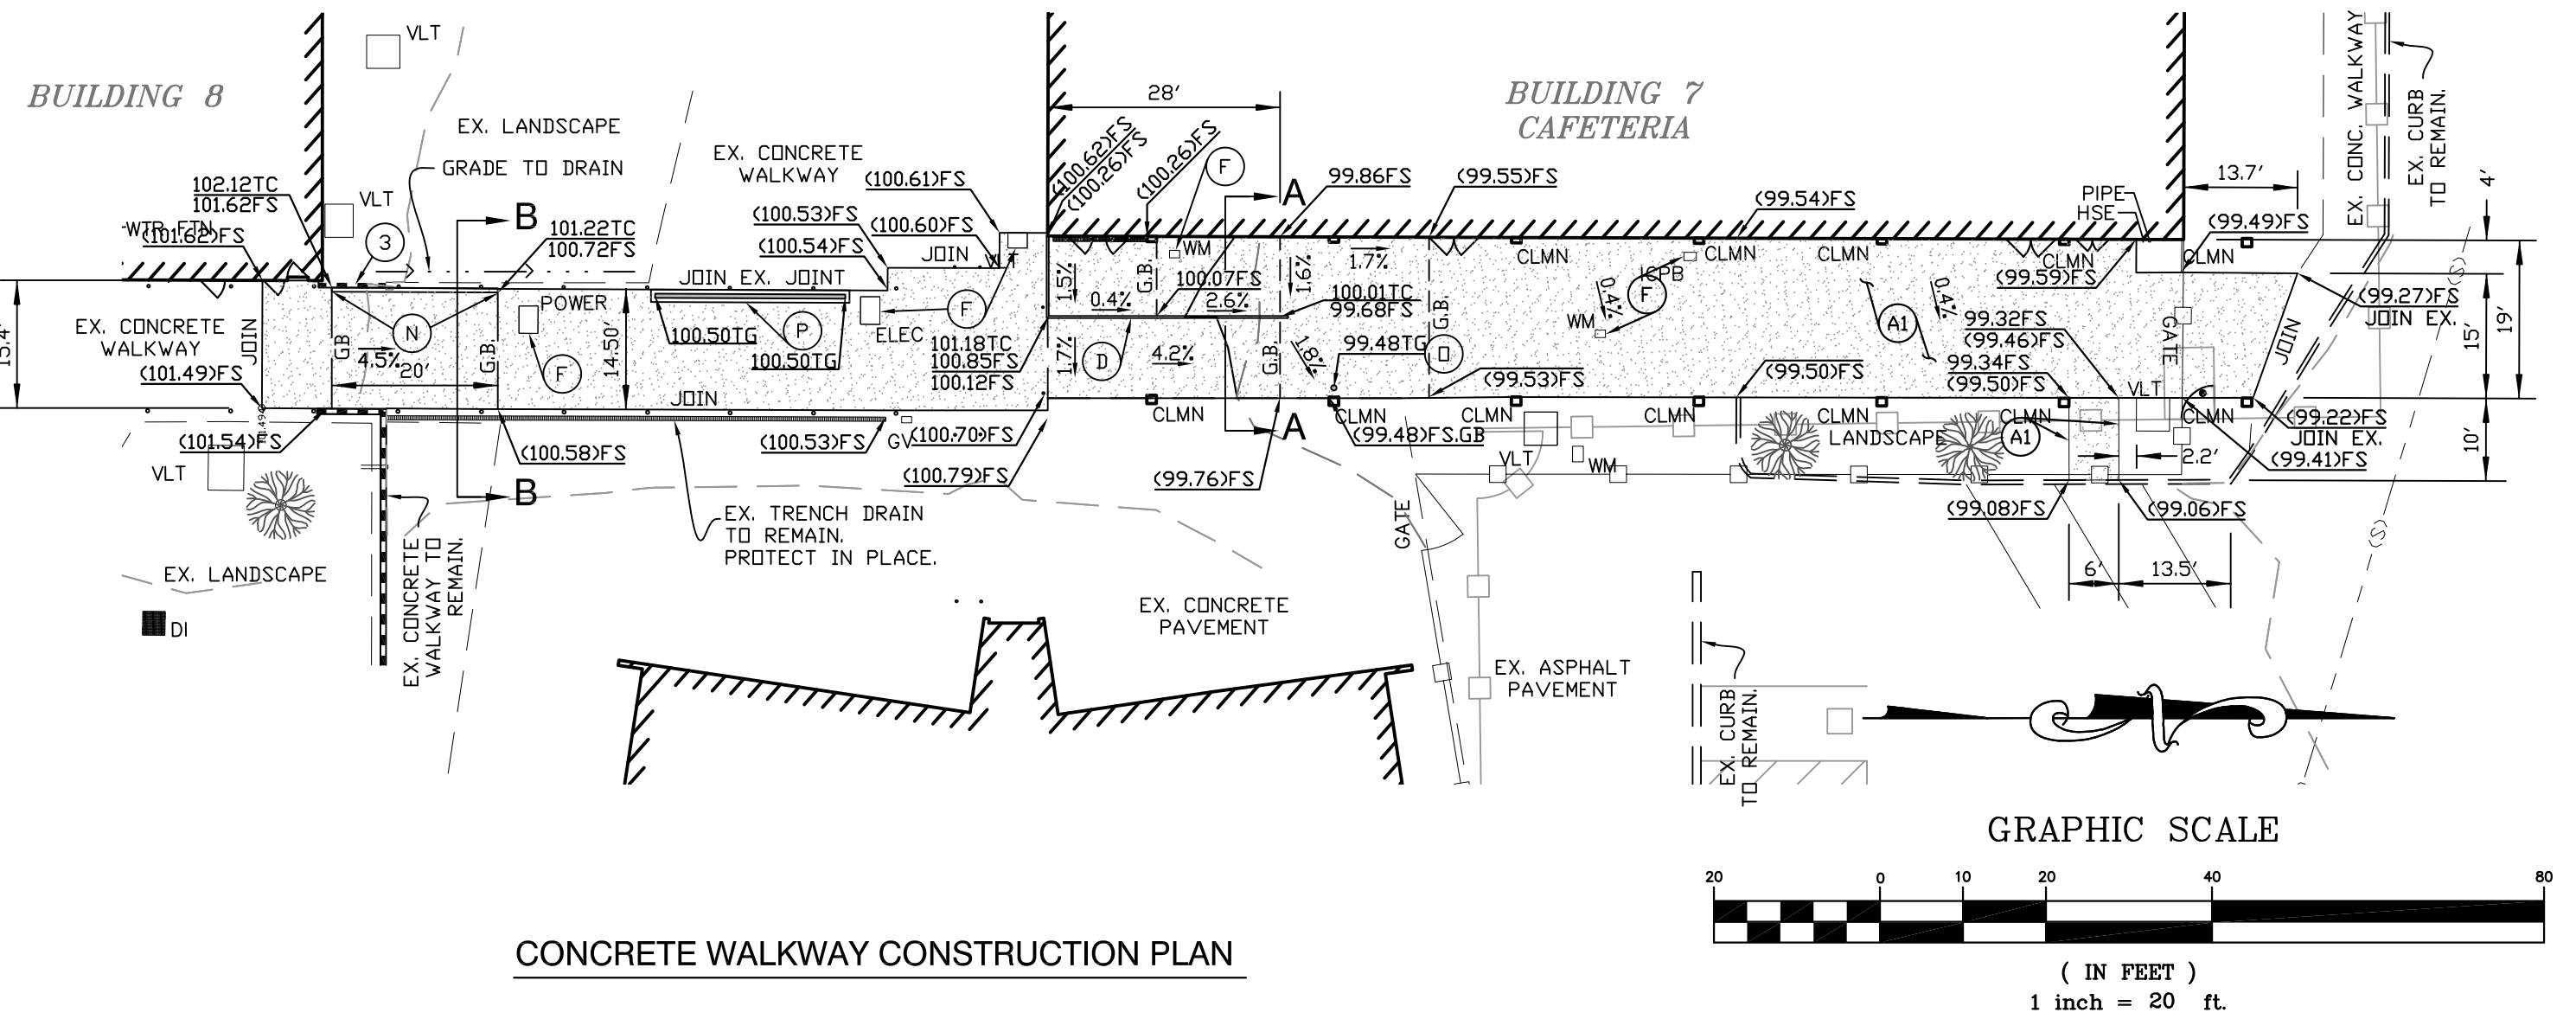 BUILDING 8
VLT
EX. LANDSCAPE
GRADE TO DRAIN
VLT
3
102.12TC
101.62FS
WTR FTN
(101.62)FS
B
101.22TC
100.72FS
EX. CONCRETE
WALKWAY
(100.61)FS
(100.53)FS
(100.60)FS
(100.54)FS
JOIN
VLT
JOIN EX. JOINT
28'
(100.62)FS
(100.26)FS
(100.26)FS
F
A
BUILDING 7
CAFETERIA
99.86FS
(99.55)FS
(99.54)FS
PIPE
HSE
13.7'
(99.49)FS
EX. CONC. WALKWAY
EX. CURB
TO REMAIN.
4'
15.4'
EX. CONCRETE
WALKWAY
JOIN
GB
N
4.5%
20'
G.B.
POWER
F
14.50'
100.50TG
P
100.50TG
ELEC
F
101.18TC
100.85FS
100.12FS
1.5%
G.B.
WM
0.4%
100.07FS
2.6%
1.6%
1.7%
100.01TC
99.68FS
1.7%
D
4.2%
G.B.
1.8%
99.48TG
G.B.
O
CLMN
CLMN
CLMN
CLMN
CLMN
ICPB
F
0.4%
WM
A1
0.4%
(99.59)FS
99.32FS
(99.46)FS
99.34FS
(99.50)FS
GATE
JOIN
(99.27)FS
JOIN EX.
15'
19'
(101.49)FS
101.49
(101.54)FS
JOIN
(100.58)FS
(100.53)FS
GV
(100.70)FS
(100.79)FS
CLMN
A
(99.76)FS
CLMN
(99.48)FS.GB
(99.53)FS
CLMN
CLMN
(99.50)FS
CLMN
LANDSCAPE
CLMN
A1
VLT
CLMN
2.2'
(99.22)FS
JOIN EX.
(99.41)FS
10'
VLT
B
VLT
WM
GATE
(99.08)FS
(99.06)FS
6'
13.5'
(S)
(S)
EX. TRENCH DRAIN
TO REMAIN.
PROTECT IN PLACE.
EX. CONCRETE
WALKWAY TO
REMAIN.
EX. LANDSCAPE
DI
EX. CONCRETE
PAVEMENT
EX. ASPHALT
PAVEMENT
EX. CURB
TO REMAIN.
N
GRAPHIC SCALE
20 0 10 20 40 80
( IN FEET )
1 inch = 20 ft.
CONCRETE WALKWAY CONSTRUCTION PLAN